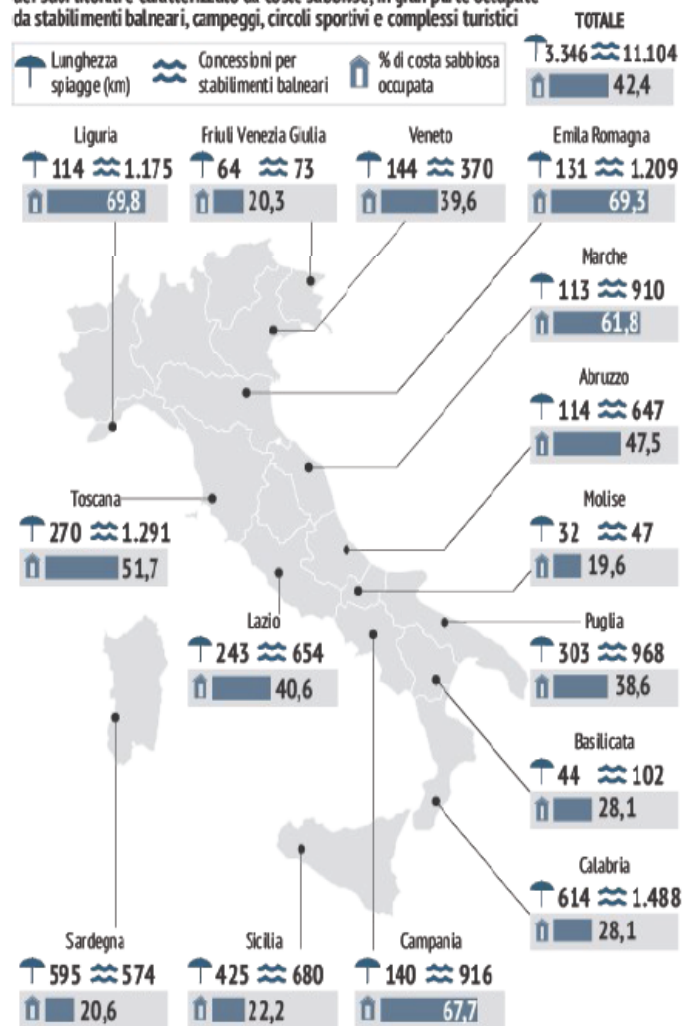 da stabilimenti balneari, campeggi, circoli sportivi e complessi turistici
TOTALE
3.346 11.104
42,4
Lunghezza
spiagge (km)
Concessioni per
stabilimenti balneari
% di costa sabbiosa
occupata
Liguria
114 1.175
69,8
Friuli Venezia Giulia
64 73
20,3
Veneto
144 370
39,6
Emila Romagna
131 1.209
69,3
Marche
113 910
61,8
Abruzzo
114 647
47,5
Toscana
270 1.291
51,7
Molise
32 47
19,6
Lazio
243 654
40,6
Puglia
303 968
38,6
Basilicata
44 102
28,1
Calabria
614 1.488
28,1
Sardegna
595 574
20,6
Sicilia
425 680
22,2
Campania
140 916
67,7